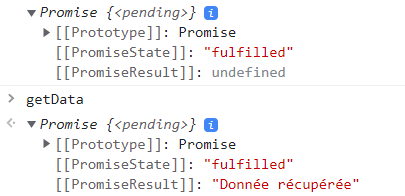 Promise {<pending>} i
[[Prototype]]: Promise
[[PromiseState]]: "fulfilled"
[[PromiseResult]]: undefined
getData
Promise {<pending>} i
[[Prototype]]: Promise
[[PromiseState]]: "fulfilled"
[[PromiseResult]]: "Donnée récupérée"